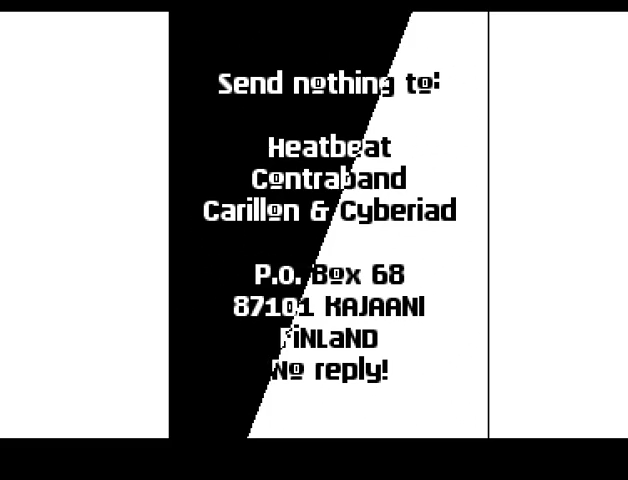 Send nothing to:
Heatbeat
Contraband
Carillon & Cyberiad
P.o. Box 68
87101 KAJAANI
FiNLaND
No reply!